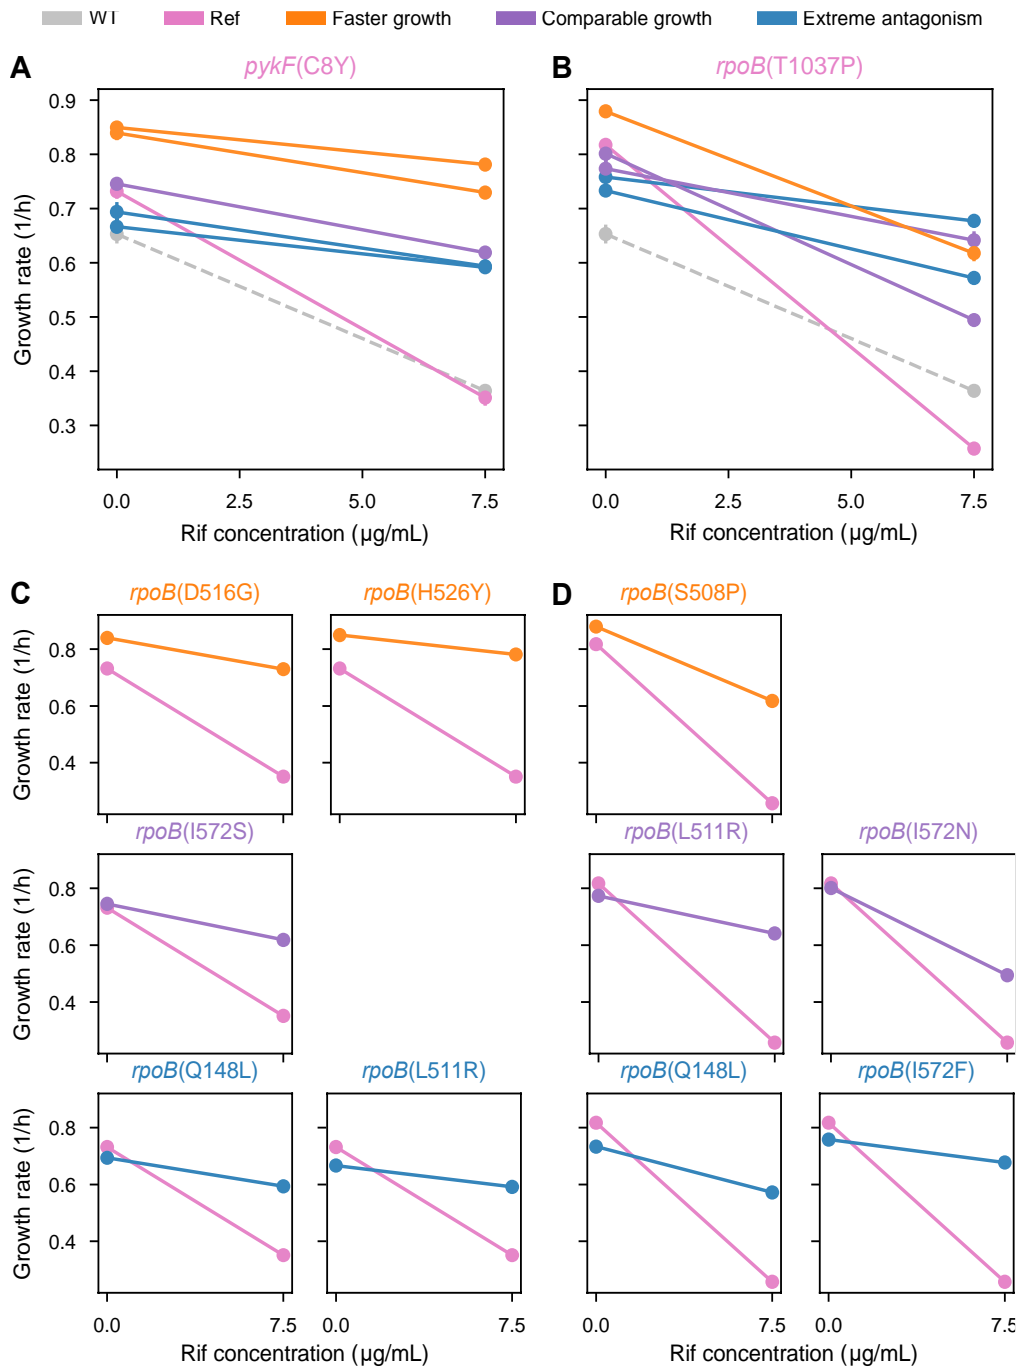 WT Ref Faster growth Comparable growth Extreme antagonism
A pykF(C8Y) B rpoB(T1037P)
Growth rate (1/h)
0.9
0.8
0.7
0.6
0.5
0.4
0.3
0.0 2.5 5.0 7.5 0.0 2.5 5.0 7.5
Rif concentration (µg/mL) Rif concentration (µg/mL)
C rpoB(D516G) rpoB(H526Y) D rpoB(S508P)
Growth rate (1/h)
0.8
0.6
0.4
rpoB(I572S) rpoB(L511R) rpoB(I572N)
Growth rate (1/h)
0.8
0.6
0.4
rpoB(Q148L) rpoB(L511R) rpoB(Q148L) rpoB(I572F)
Growth rate (1/h)
0.8
0.6
0.4
0.0 7.5 0.0 7.5 0.0 7.5 0.0 7.5
Rif concentration (µg/mL) Rif concentration (µg/mL)